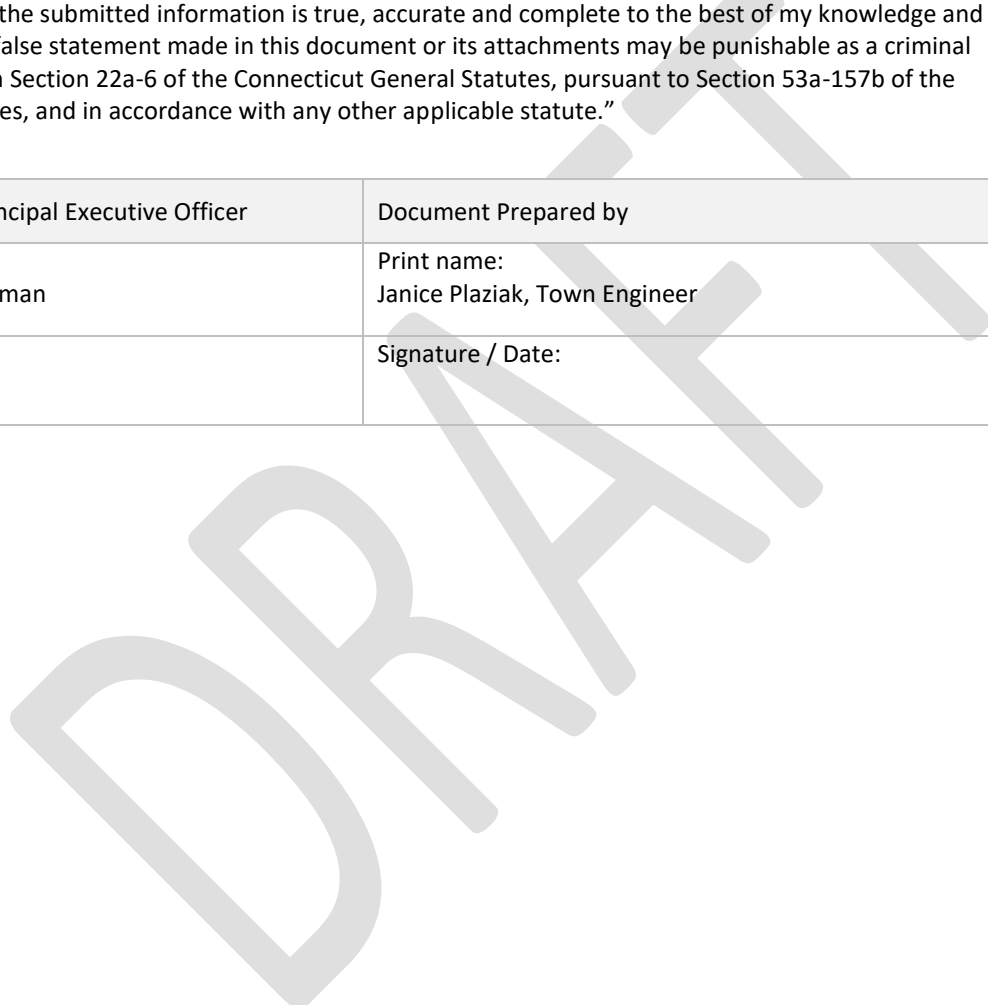 the submitted information is true, accurate and complete to the best of my knowledge and
false statement made in this document or its attachments may be punishable as a criminal
Section 22a-6 of the Connecticut General Statutes, pursuant to Section 53a-157b of the
and in accordance with any other applicable statute.”
Executive Officer
Document Prepared by
Print name:
Janice Plaziak, Town Engineer
Signature / Date:
DRAFT